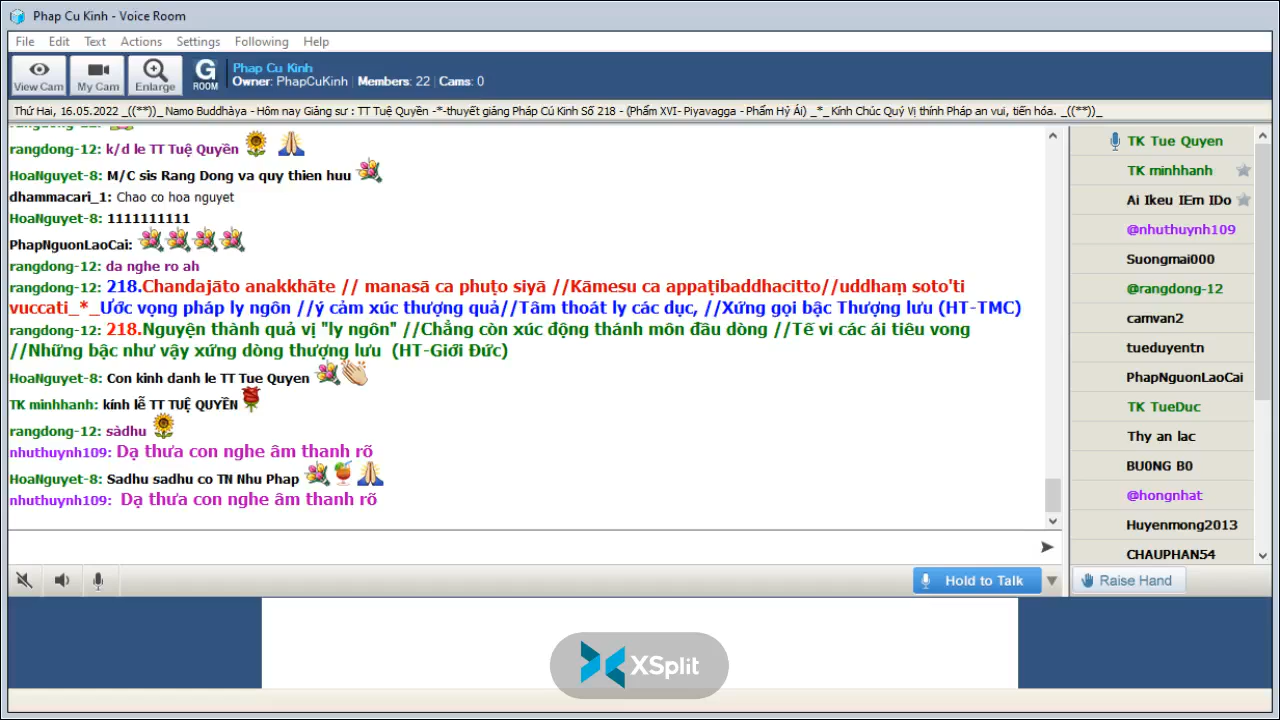 Phap Cu Kinh - Voice Room
File Edit Text Actions Settings Following Help
View Cam My Cam Enlarge G ROOM Phap Cu Kinh
Owner: PhapCuKinh | Members: 22 | Cams: 0
Thứ Hai, 16.05.2022 _((**))_ Namo Buddhàya - Hôm nay Giảng sư : TT Tuệ Quyền -*-thuyết giảng Pháp Cú Kinh Số 218 - (Phẩm XVI- Piyavagga - Phẩm Hỷ Ái) _*_ Kính Chúc Quý Vị thính Pháp an vui, tiến hóa. _((**))_
rangdong-12: k/d le TT Tuệ Quyền
HoaNguyet-8: M/C sis Rang Dong va quy thien huu
dhammacari_1: Chao co hoa nguyet
HoaNguyet-8: 1111111111
PhapNguonLaoCai:
rangdong-12: da nghe ro ah
rangdong-12: 218.Chandajāto anakkhāte // manasā ca phuṭo siyā //Kāmesu ca appaṭibaddhacitto//uddhaṃ soto'ti
vuccati_*_Ước vọng pháp ly ngôn //ý cảm xúc thượng quả//Tâm thoát ly các dục, //Xứng gọi bậc Thượng lưu (HT-TMC)
rangdong-12: 218.Nguyện thành quả vị "ly ngôn" //Chẳng còn xúc động thánh môn đầu dòng //Tế vi các ái tiêu vong
//Những bậc như vậy xứng dòng thượng lưu (HT-Giới Đức)
HoaNguyet-8: Con kinh danh le TT Tue Quyen
TK minhhanh: kính lễ TT TUỆ QUYỀN
rangdong-12: sàdhu
nhuthuynh109: Dạ thưa con nghe âm thanh rõ
HoaNguyet-8: Sadhu sadhu co TN Nhu Phap
nhuthuynh109: Dạ thưa con nghe âm thanh rõ
Hold to Talk
TK Tue Quyen
TK minhhanh
Ai Ikeu IEm IDo
@nhuthuynh109
Suongmai000
@rangdong-12
camvan2
tueduyentn
PhapNguonLaoCai
TK TueDuc
Thy an lac
BU0NG B0
@hongnhat
Huyenmong2013
CHAUPHAN54
Raise Hand
XSplit